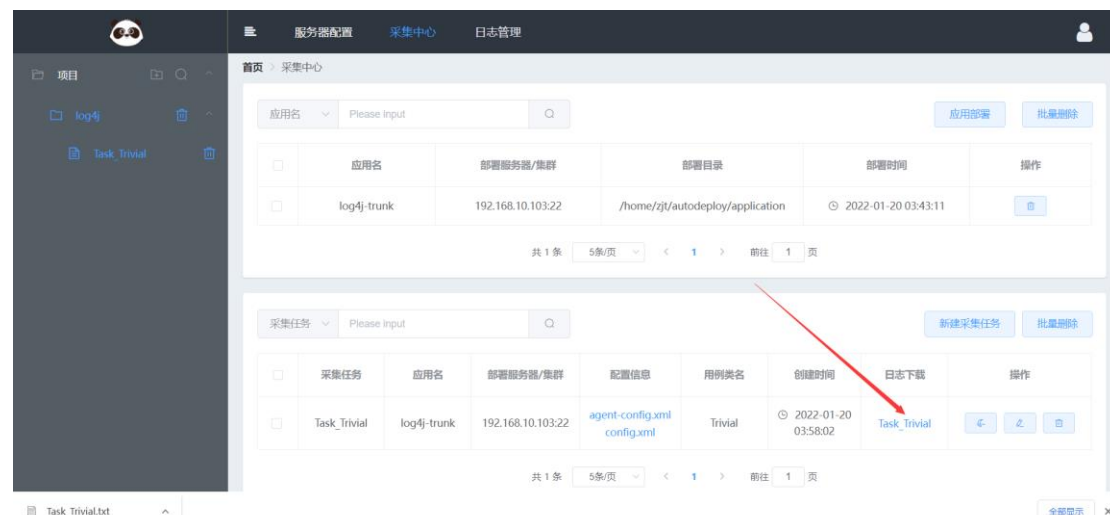 服务器配置 采集中心 日志管理
项目
首页 > 采集中心
log4j
Task_Trivial
应用名 Please Input 应用部署 批量删除
应用名 部署服务器/集群 部署目录 部署时间 操作
log4j-trunk 192.168.10.103:22 /home/zjt/autodeploy/application 2022-01-20 03:43:11
共 1 条 5条/页 < 1 > 前往 1 页
采集任务 Please Input 新建采集任务 批量删除
采集任务 应用名 部署服务器/集群 配置信息 用例类名 创建时间 日志下载 操作
Task_Trivial log4j-trunk 192.168.10.103:22 agent-config.xml Trivial 2022-01-20 Task_Trivial
config.xml 03:58:02
共 1 条 5条/页 < 1 > 前往 1 页
Task_Trivial.txt 全部显示